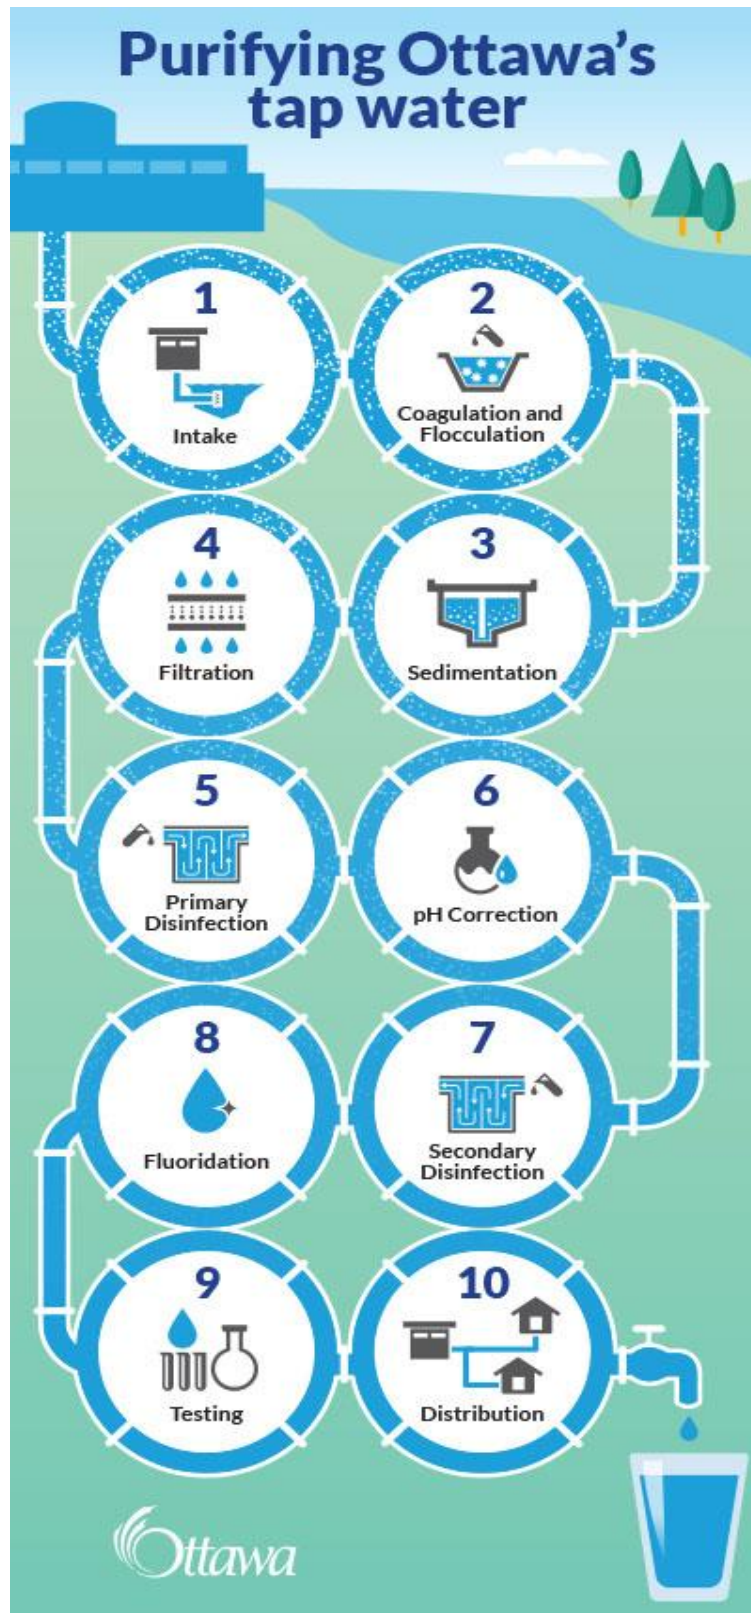 Purifying Ottawa's
tap water
1
Intake
2
Coagulation and
Flocculation
3
Sedimentation
4
Filtration
5
Primary
Disinfection
6
pH Correction
7
Secondary
Disinfection
8
Fluoridation
9
Testing
10
Distribution
Ottawa